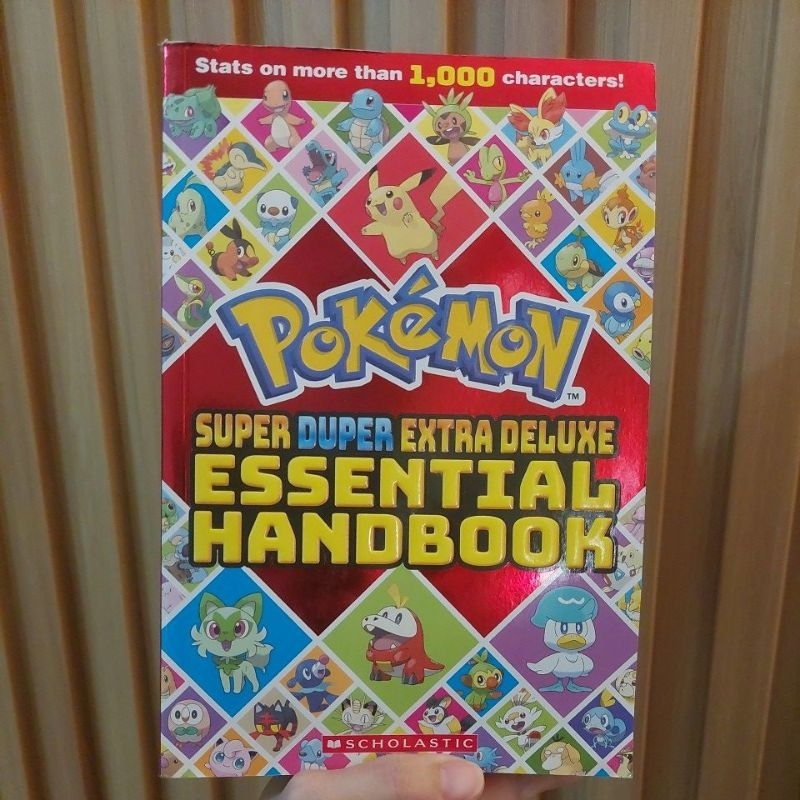 Stats on more than 1,000 characters!
POKéMON
TM
SUPER DUPER EXTRA DELUXE
ESSENTIAL
HANDBOOK
SCHOLASTIC